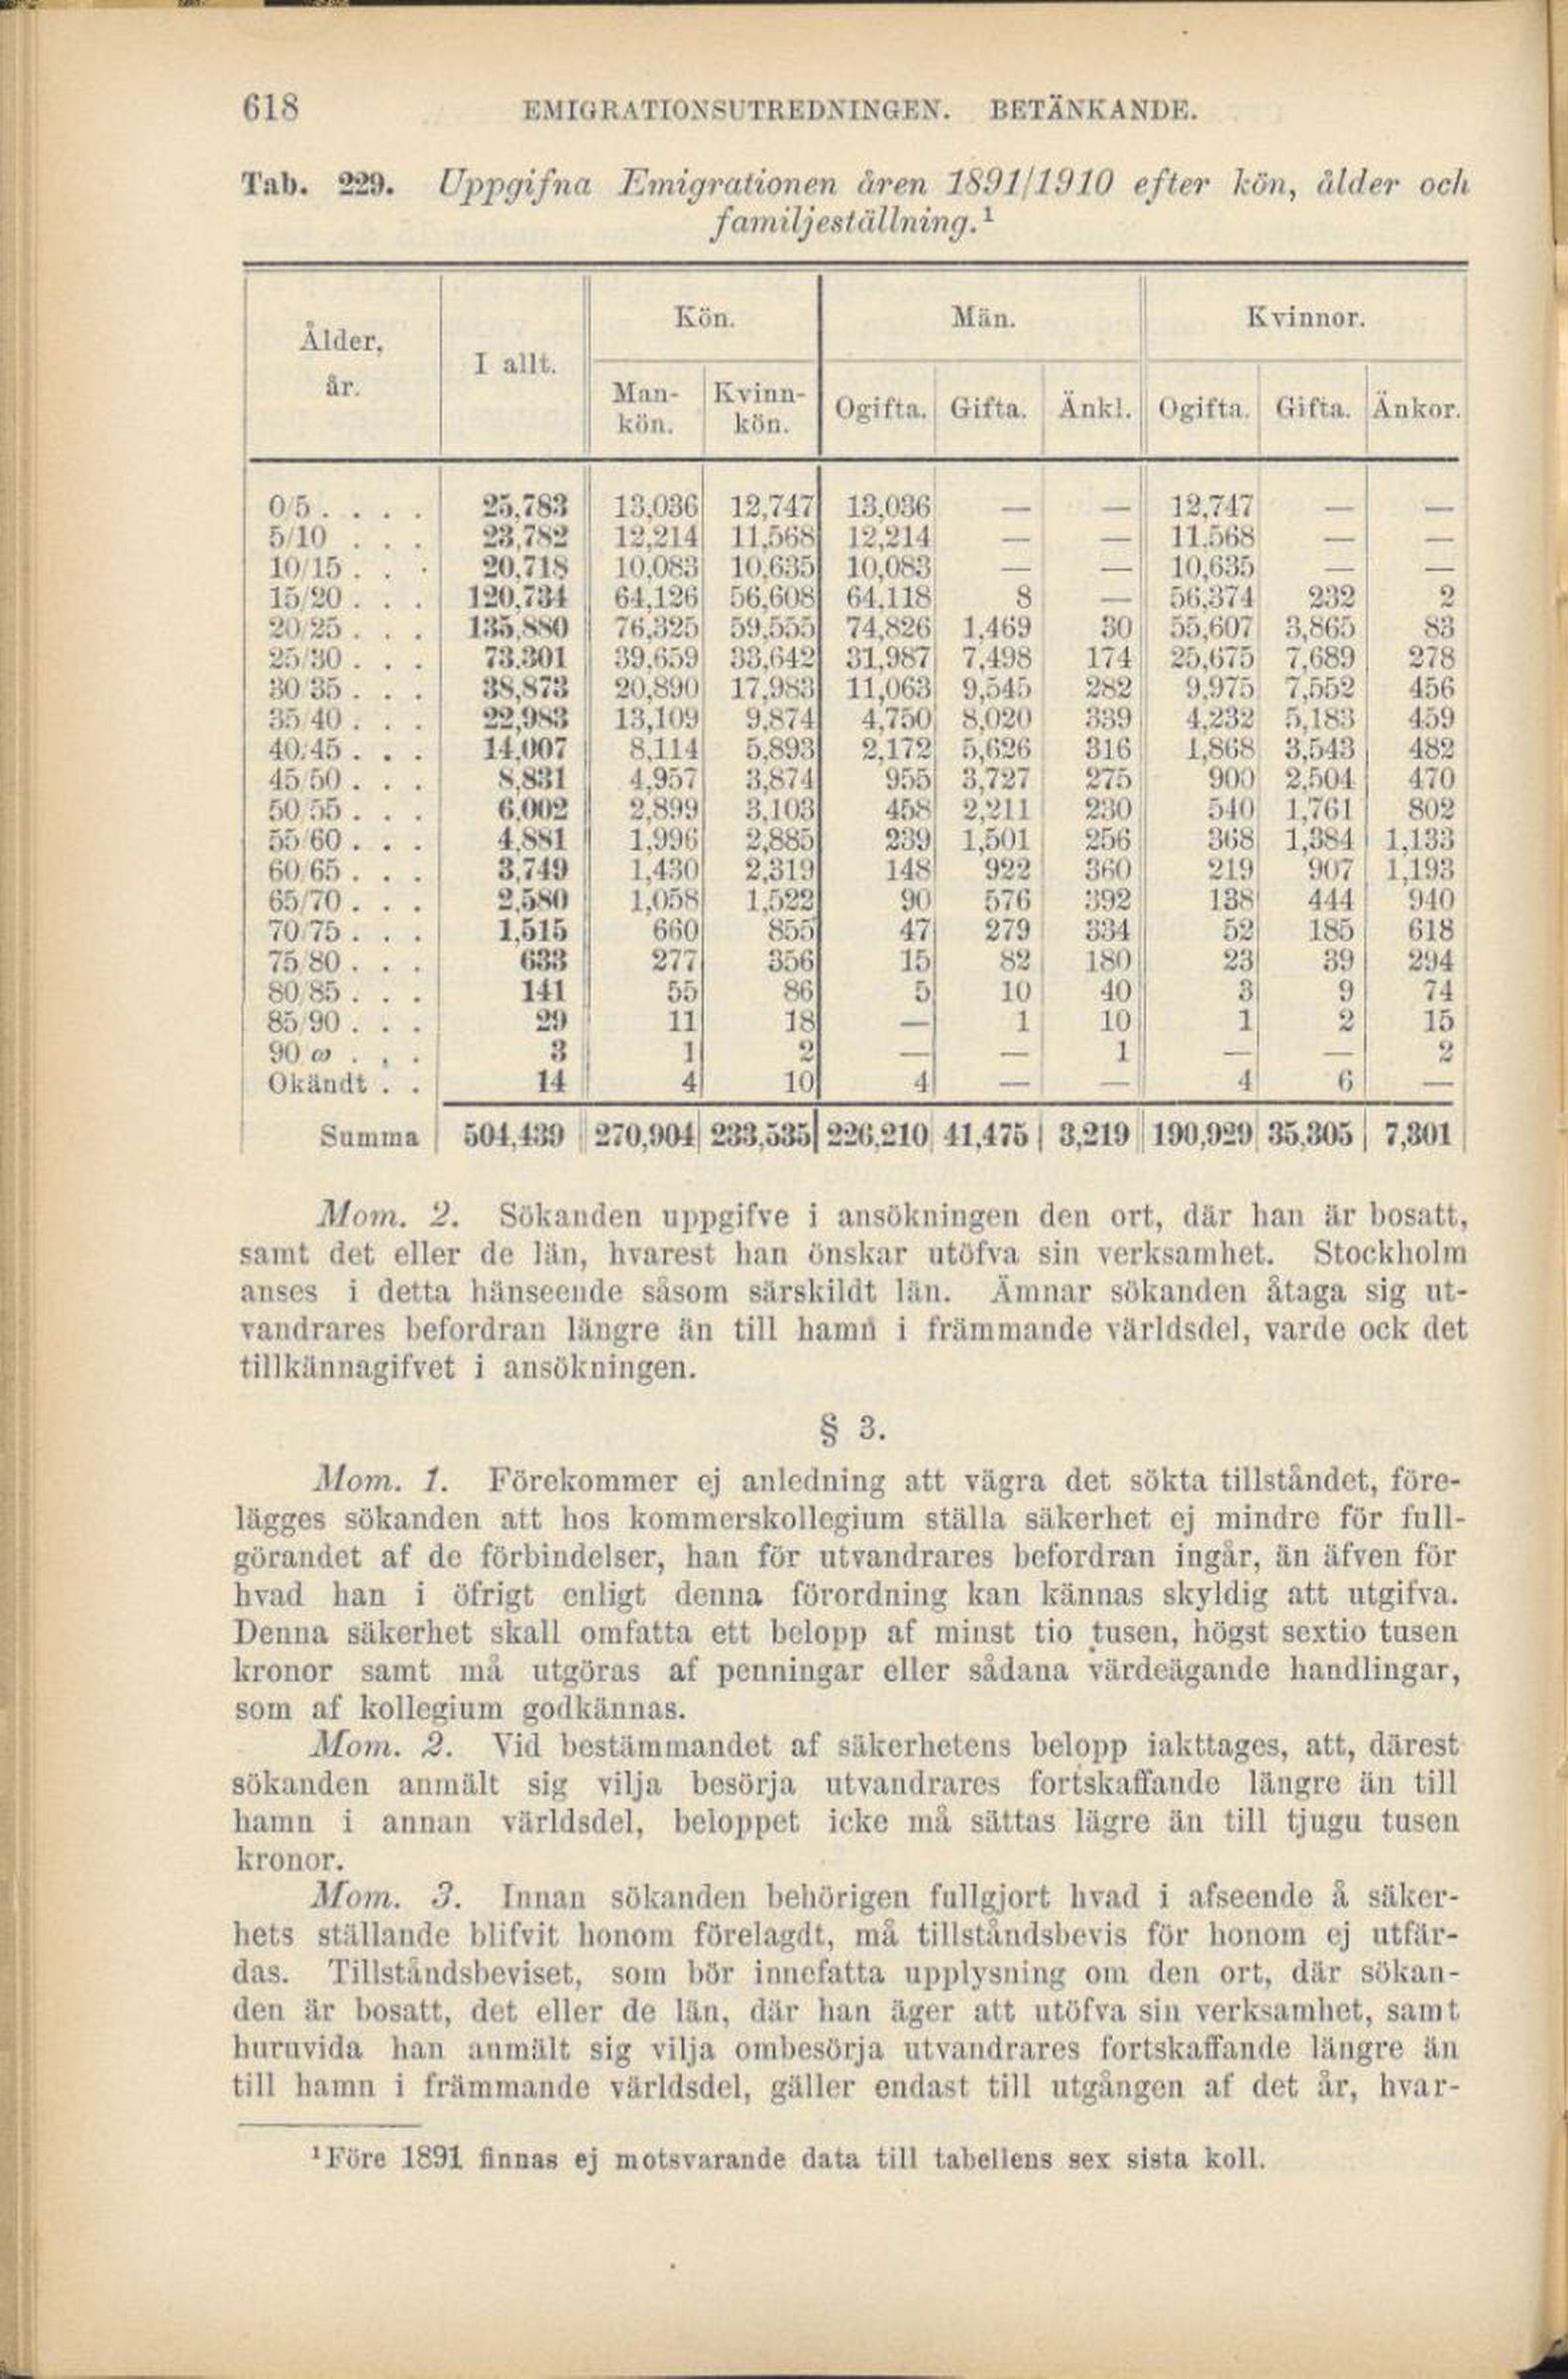 618 EMIGRATIONSUTREDNINGEN. BETÄNKANDE.
Tab. 229. Uppgifna Emigrationen åren 1891/1910 efter kön, ålder och
familjeställning.¹
Ålder, år. I allt. Kön. Män. Kvinnor.
Mankön. Kvinnkön. Ogifta. Gifta. Änkl. Ogifta. Gifta. Änkor.
0/5 . . . . 25,783 13,036 12,747 13,036 — — 12,747 — —
5/10 . . . 23,782 12,214 11,568 12,214 — — 11,568 — —
10/15 . . . 20,718 10,083 10,635 10,083 — — 10,635 — —
15/20 . . . 120,734 64,126 56,608 64,118 8 — 56,374 232 2
20/25 . . . 135,880 76,325 59,555 74,826 1,469 30 55,607 3,865 83
25/30 . . . 73,301 39,659 33,642 31,987 7,498 174 25,675 7,689 278
30/35 . . . 38,873 20,890 17,983 11,063 9,545 282 9,975 7,552 456
35/40 . . . 22,983 13,109 9,874 4,750 8,020 339 4,232 5,183 459
40/45 . . . 14,007 8,114 5,893 2,172 5,626 316 1,868 3,543 482
45/50 . . . 8,831 4,957 3,874 955 3,727 275 900 2,504 470
50/55 . . . 6,002 2,899 3,103 458 2,211 230 540 1,761 802
55/60 . . . 4,881 1,996 2,885 239 1,501 256 368 1,384 1,133
60/65 . . . 3,749 1,430 2,319 148 922 360 219 907 1,193
65/70 . . . 2,580 1,058 1,522 90 576 392 138 444 940
70/75 . . . 1,515 660 855 47 279 334 52 185 618
75/80 . . . 633 277 356 15 82 180 23 39 294
80/85 . . . 141 55 86 5 10 40 3 9 74
85/90 . . . 29 11 18 — 1 10 1 2 15
90 ω . . . 3 1 2 — — 1 — — 2
Okändt . . 14 4 10 4 — — 4 6 —
Summa 504,439 270,904 233,535 226,210 41,475 3,219 190,929 35,305 7,301
Mom. 2. Sökanden uppgifve i ansökningen den ort, där han är bosatt,
samt det eller de län, hvarest han önskar utöfva sin verksamhet. Stockholm
anses i detta hänseende såsom särskildt län. Ämnar sökanden åtaga sig ut-
vandrares befordran längre än till hamn i främmande världsdel, varde ock det
tillkännagifvet i ansökningen.
§ 3.
Mom. 1. Förekommer ej anledning att vägra det sökta tillståndet, före-
lägges sökanden att hos kommerskollegium ställa säkerhet ej mindre för full-
görandet af de förbindelser, han för utvandrares befordran ingår, än äfven för
hvad han i öfrigt enligt denna förordning kan kännas skyldig att utgifva.
Denna säkerhet skall omfatta ett belopp af minst tio tusen, högst sextio tusen
kronor samt må utgöras af penningar eller sådana värdeägande handlingar,
som af kollegium godkännas.
Mom. 2. Vid bestämmandet af säkerhetens belopp iakttages, att, därest
sökanden anmält sig vilja besörja utvandrares fortskaffande längre än till
hamn i annan världsdel, beloppet icke må sättas lägre än till tjugu tusen
kronor.
Mom. 3. Innan sökanden behörigen fullgjort hvad i afseende å säker-
hets ställande blifvit honom förelagdt, må tillståndsbevis för honom ej utfär-
das. Tillståndsbeviset, som bör innefatta upplysning om den ort, där sökan-
den är bosatt, det eller de län, där han äger att utöfva sin verksamhet, samt
huruvida han anmält sig vilja ombesörja utvandrares fortskaffande längre än
till hamn i främmande världsdel, gäller endast till utgången af det år, hvar-
¹ Före 1891 finnas ej motsvarande data till tabellens sex sista koll.